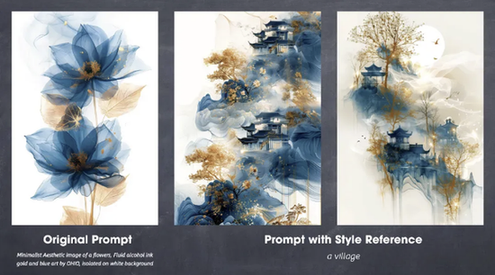 Original Prompt
Minimalist Aesthetic image of a flowers, Fluid alcohol ink
gold and blue art by OHIO, isolated on white background
Prompt with Style Reference
a village